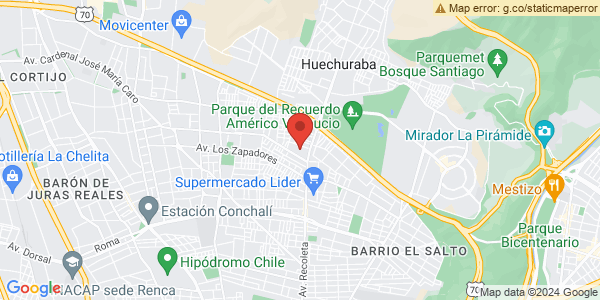 Map error: g.co/staticmaperror
70
Movicenter
Av. Cardenal José María Caro
Huechuraba
Parquemet
Bosque Santiago
L CORTIJO
Parque del Recuerdo
Américo V ucio
Mirador La Pirámide
Av. Los Zapadores
otillería La Chelita
BARÓN DE
JURAS REALES
Supermercado Lider
70
Mestizo
Estación Conchalí
Roma
Av. Dorsal
Parque
Bicentenario
BARRIO EL SALTO
Hipódromo Chile
Av. Recoleta
70
Google
IACAP sede Renca
Map data ©2024 Google